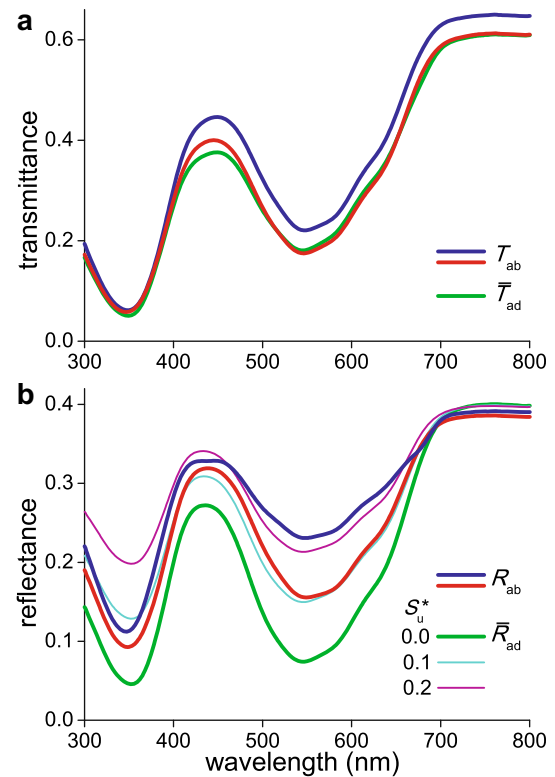 a
0.6
0.4
0.2
0.0
transmittance
T_ab
T̅_ad
300 400 500 600 700 800
b
0.4
0.3
0.2
0.1
0.0
reflectance
R_ab
S_u*
0.0 R̅_ad
0.1
0.2
300 400 500 600 700 800
wavelength (nm)